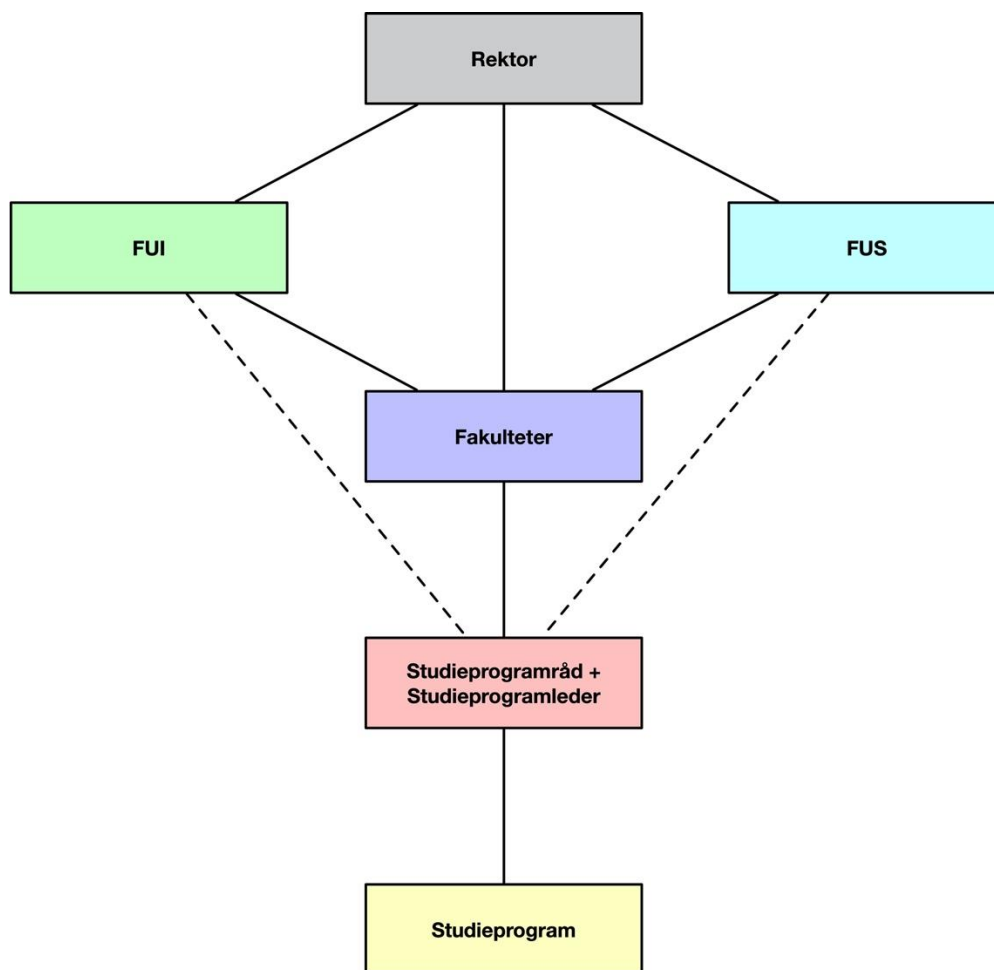 Rektor
FUI
FUS
Fakulteter
Studieprogramråd +
Studieprogramleder
Studieprogram